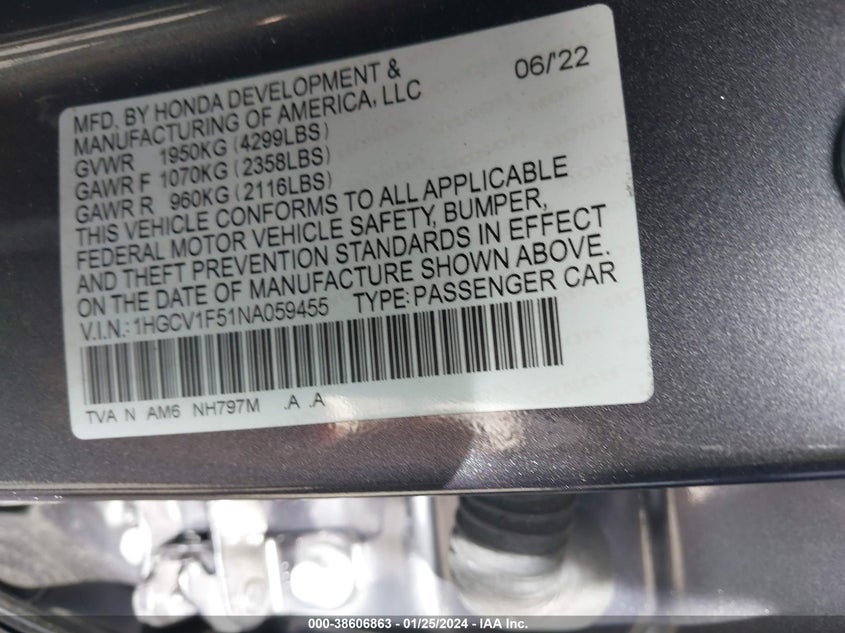 MFD. BY HONDA DEVELOPMENT & 06/'22
MANUFACTURING OF AMERICA, LLC
GVWR 1950KG (4299LBS)
GAWR F 1070KG (2358LBS)
GAWR R 960KG (2116LBS)
THIS VEHICLE CONFORMS TO ALL APPLICABLE
FEDERAL MOTOR VEHICLE SAFETY, BUMPER,
AND THEFT PREVENTION STANDARDS IN EFFECT
ON THE DATE OF MANUFACTURE SHOWN ABOVE.
V.I.N.: 1HGCV1F51NA059455 TYPE: PASSENGER CAR
TVA N AM6 NH797M .A .A
000-38606863 - 01/25/2024 - IAA Inc.